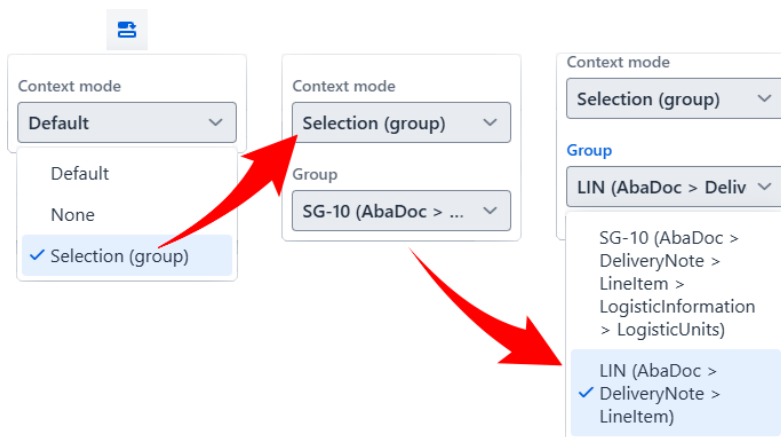 Context mode
Default
Default
None
Selection (group)
Context mode
Selection (group)
Group
SG-10 (AbaDoc > ...
Context mode
Selection (group)
Group
LIN (AbaDoc > Deliv
SG-10 (AbaDoc >
DeliveryNote >
LineItem >
LogisticInformation
> LogisticUnits)
LIN (AbaDoc >
DeliveryNote >
LineItem)